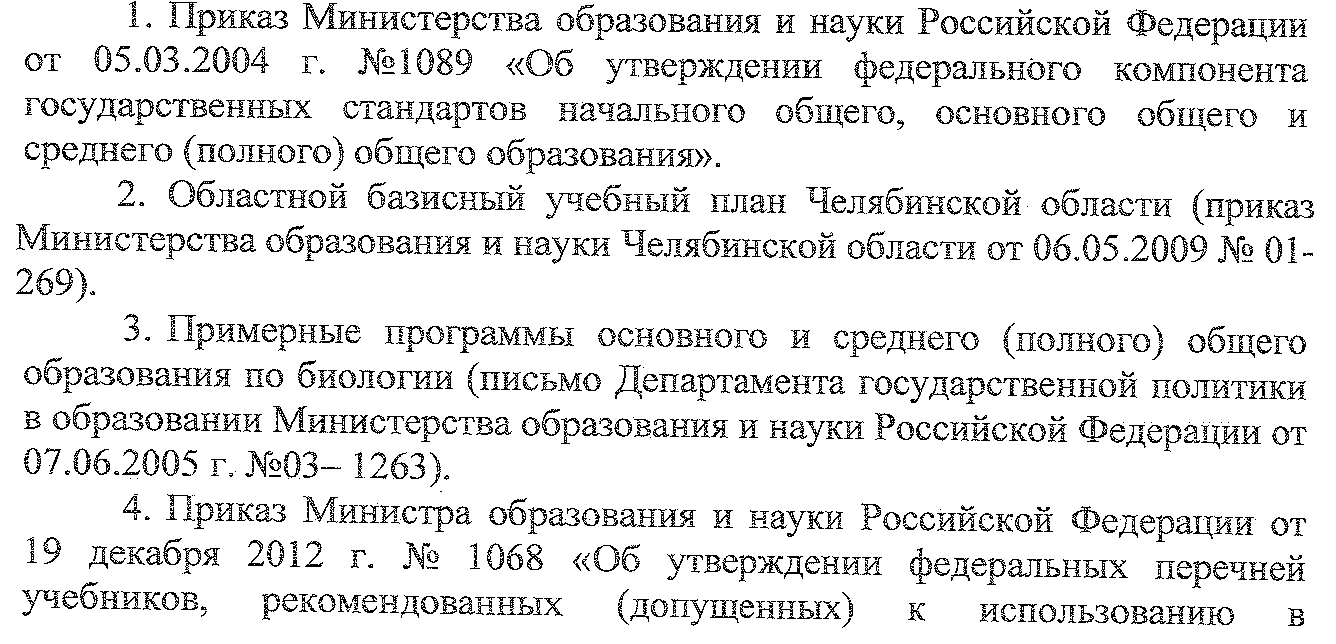 1. Приказ Министерства образования и науки Российской Федерации
от 05.03.2004 г. №1089 «Об утверждении федерального компонента
государственных стандартов начального общего, основного общего и
среднего (полного) общего образования».
2. Областной базисный учебный план Челябинской области (приказ
Министерства образования и науки Челябинской области от 06.05.2009 № 01-
269).
3. Примерные программы основного и среднего (полного) общего
образования по биологии (письмо Департамента государственной политики
в образовании Министерства образования и науки Российской Федерации от
07.06.2005 г. №03– 1263).
4. Приказ Министра образования и науки Российской Федерации от
19 декабря 2012 г. № 1068 «Об утверждении федеральных перечней
учебников, рекомендованных (допущенных) к использованию в